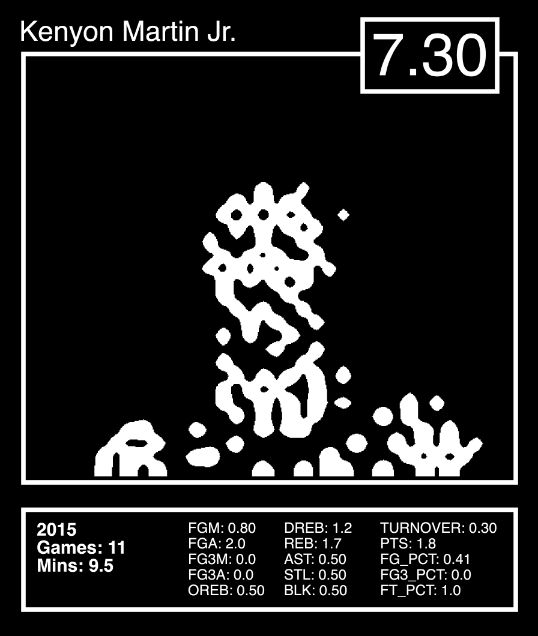 Kenyon Martin Jr.
7.30
2015
Games: 11
Mins: 9.5
FGM: 0.80
FGA: 2.0
FG3M: 0.0
FG3A: 0.0
OREB: 0.50
DREB: 1.2
REB: 1.7
AST: 0.50
STL: 0.50
BLK: 0.50
TURNOVER: 0.30
PTS: 1.8
FG_PCT: 0.41
FG3_PCT: 0.0
FT_PCT: 1.0